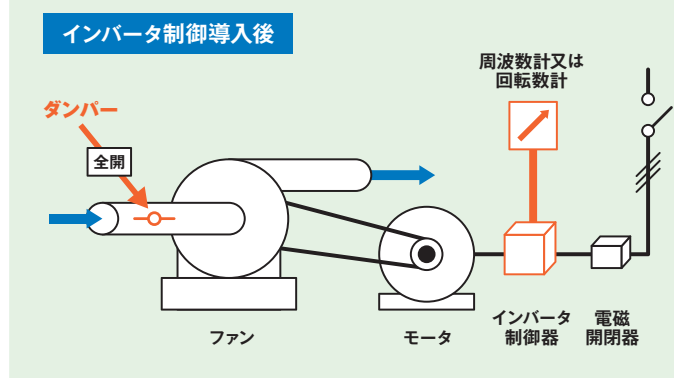 インバータ制御導入後
周波数計又は
回転数計
ダンパー
全開
ファン
モータ
インバータ
制御器
電磁
開閉器